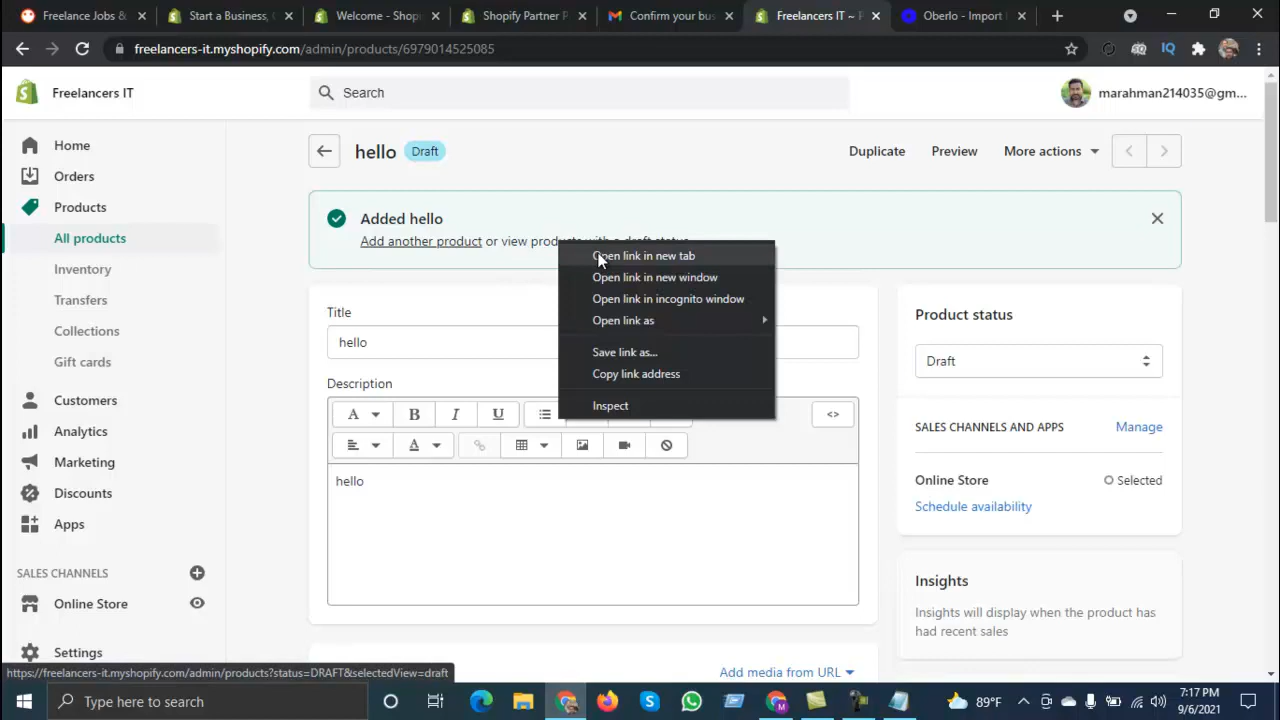 Freelance Jobs &
Start a Business,
Welcome - Shop
Shopify Partner P
Confirm your bus
Freelancers IT ~ P
Oberlo - Import
freelancers-it.myshopify.com/admin/products/6979014525085
IQ
Freelancers IT
Search
marahman214035@gm...
Home
Orders
Products
All products
Inventory
Transfers
Collections
Gift cards
Customers
Analytics
Marketing
Discounts
Apps
SALES CHANNELS
Online Store
Settings
hello Draft
Duplicate Preview More actions
Added hello
Add another product or view products with a draft status
Open link in new tab
Open link in new window
Open link in incognito window
Open link as
Save link as...
Copy link address
Inspect
Title
hello
Description
A B I U <>
A
hello
Add media from URL
Product status
Draft
SALES CHANNELS AND APPS Manage
Online Store Selected
Schedule availability
Insights
Insights will display when the product has
had recent sales
https://freelancers-it.myshopify.com/admin/products?status=DRAFT&selectedView=draft
Type here to search
89°F
7:17 PM
9/6/2021